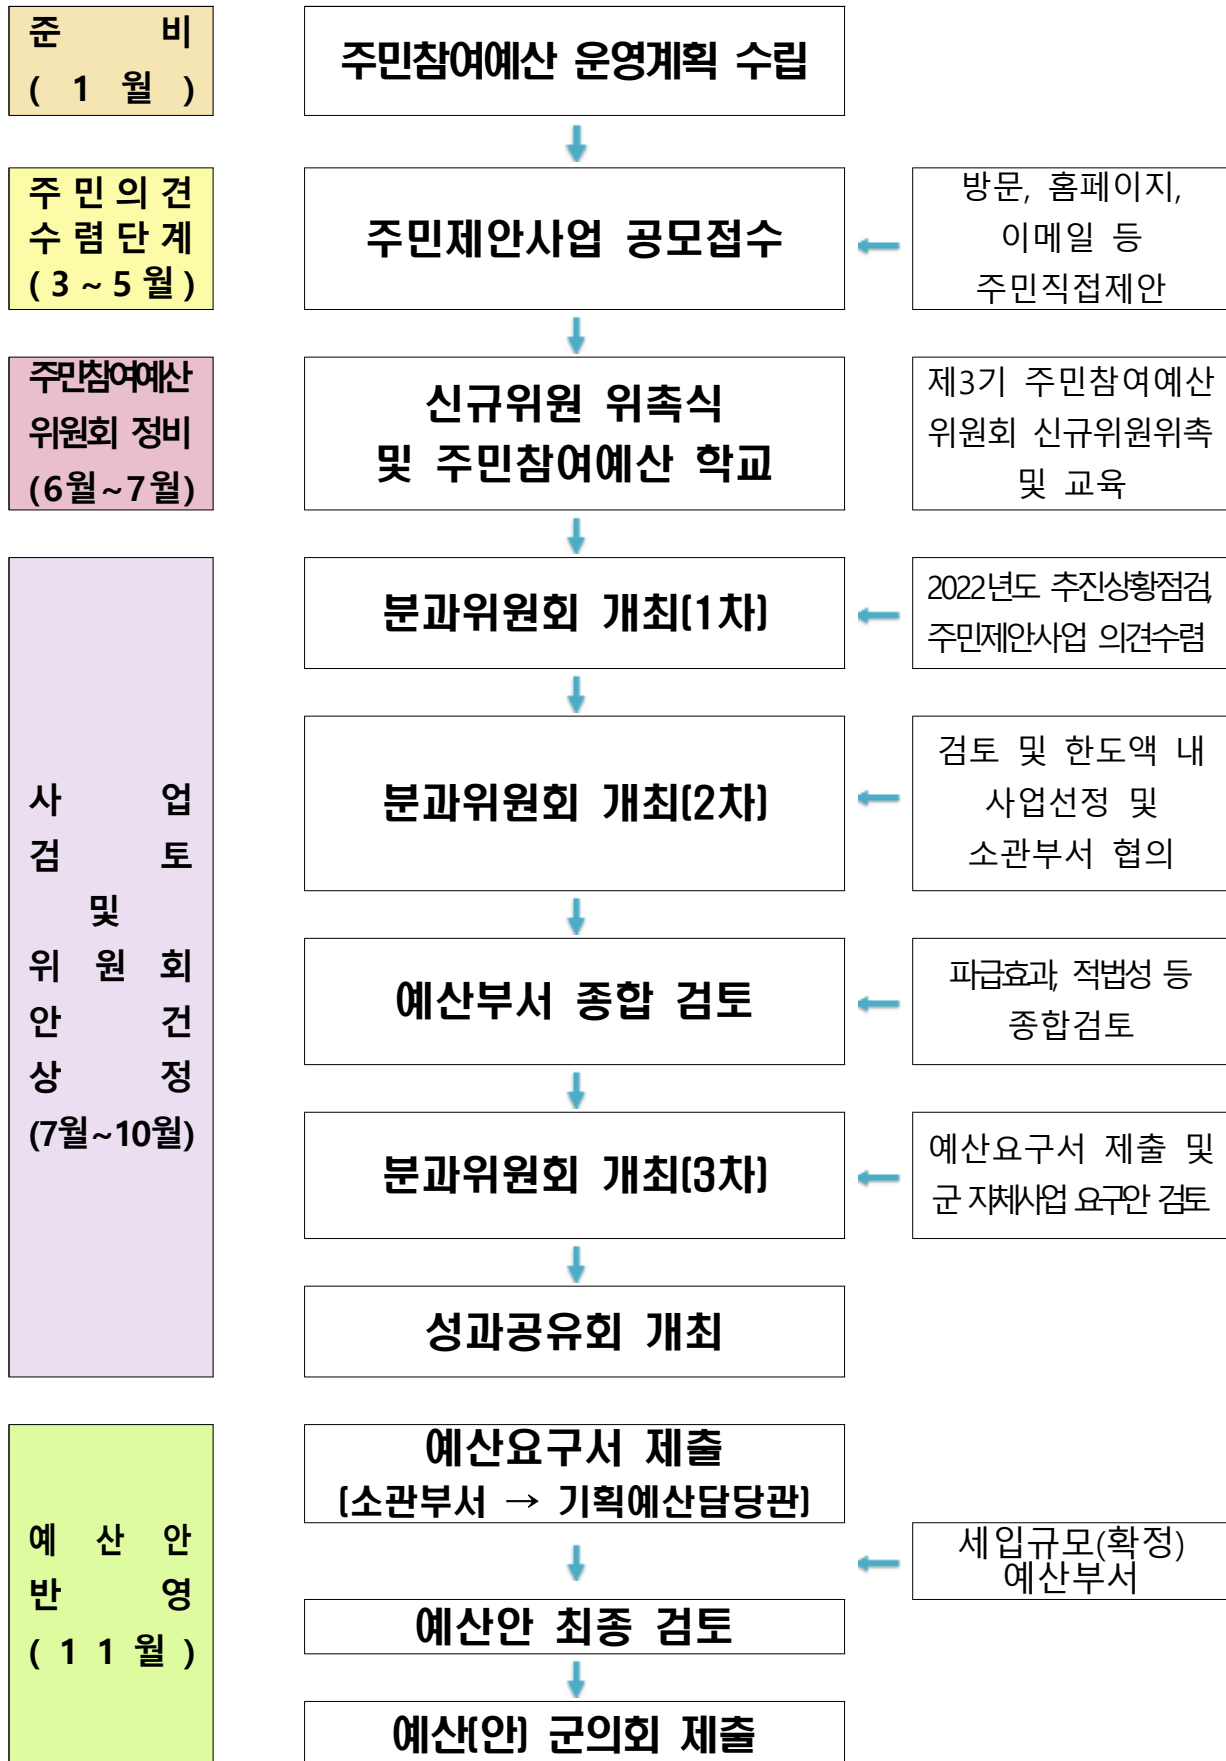 준 비
( 1 월 )
주민참여예산 운영계획 수립
주 민 의 견
수 렴 단 계
( 3 ~ 5 월 )
주민제안사업 공모접수
방문, 홈페이지,
이메일 등
주민직접제안
주민참여예산
위원회 정비
(6월~7월)
신규위원 위촉식
및 주민참여예산 학교
제3기 주민참여예산
위원회 신규위원위촉
및 교육
사 업
검 토
및
위 원 회
안 건
상 정
(7월~10월)
분과위원회 개최(1차)
2022년도 추진상황점검,
주민제안사업 의견수렴
분과위원회 개최(2차)
검토 및 한도액 내
사업선정 및
소관부서 협의
예산부서 종합 검토
파급효과, 적법성 등
종합검토
분과위원회 개최(3차)
예산요구서 제출 및
군 자체사업 요구안 검토
성과공유회 개최
예 산 안
반 영
( 1 1 월 )
예산요구서 제출
(소관부서 → 기획예산담당관)
세입규모(확정)
예산부서
예산안 최종 검토
예산(안) 군의회 제출